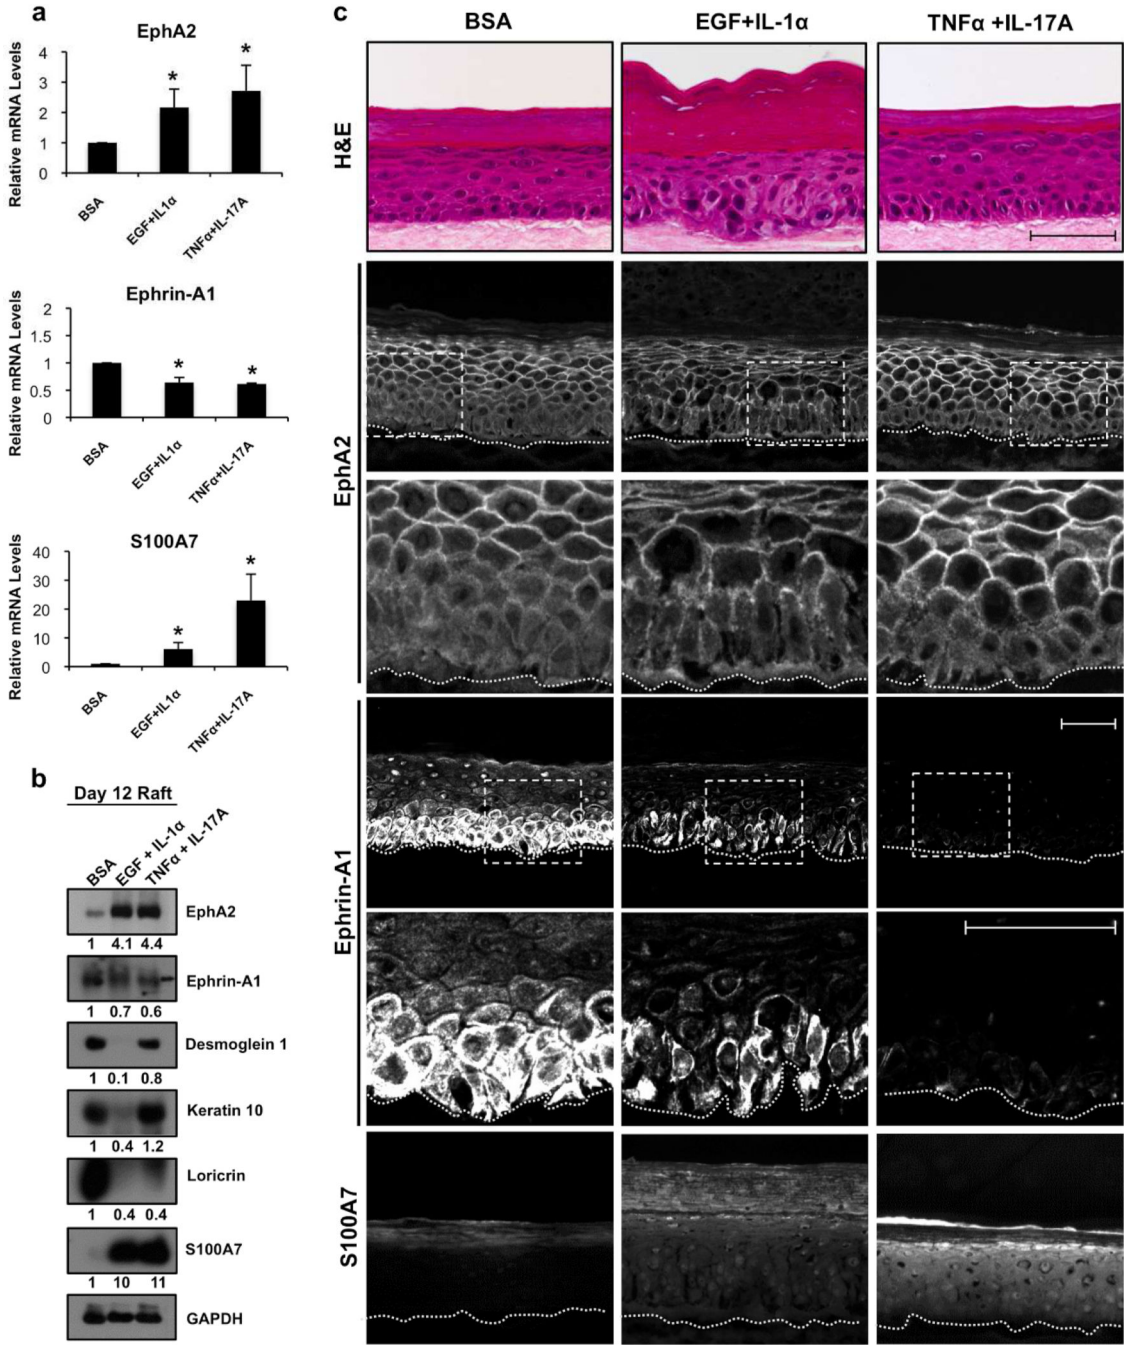 a
EphA2
Relative mRNA Levels
4
3
2
1
0
*
*
BSA
EGF+IL1α
TNFα+IL-17A
Ephrin-A1
Relative mRNA Levels
2
1.5
1
0.5
0
*
*
BSA
EGF+IL1α
TNFα+IL-17A
S100A7
Relative mRNA Levels
40
30
20
10
0
*
*
BSA
EGF+IL1α
TNFα+IL-17A
b
Day 12 Raft
BSA
EGF + IL-1α
TNFα + IL-17A
EphA2
1 4.1 4.4
Ephrin-A1
1 0.7 0.6
Desmoglein 1
1 0.1 0.8
Keratin 10
1 0.4 1.2
Loricrin
1 0.4 0.4
S100A7
1 10 11
GAPDH
c
BSA
EGF+IL-1α
TNFα +IL-17A
H&E
EphA2
Ephrin-A1
S100A7